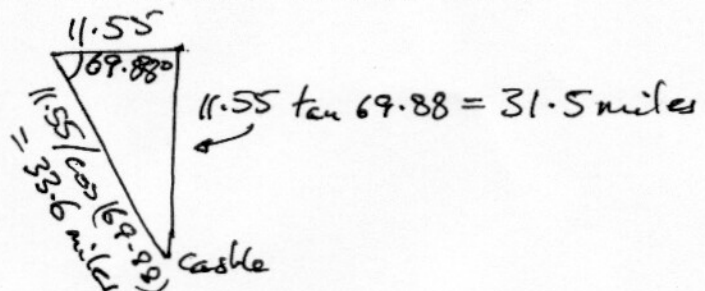 11.55
69.88°
11.55 tan 69.88 = 31.5 miles
11.55/cos(69.88)
= 33.6 miles
castle